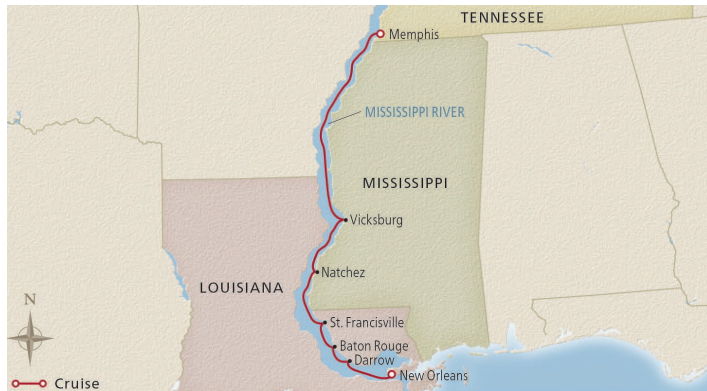 TENNESSEE
Memphis
MISSISSIPPI RIVER
MISSISSIPPI
Vicksburg
Natchez
LOUISIANA
N
St. Francisville
Baton Rouge
Darrow
New Orleans
Cruise